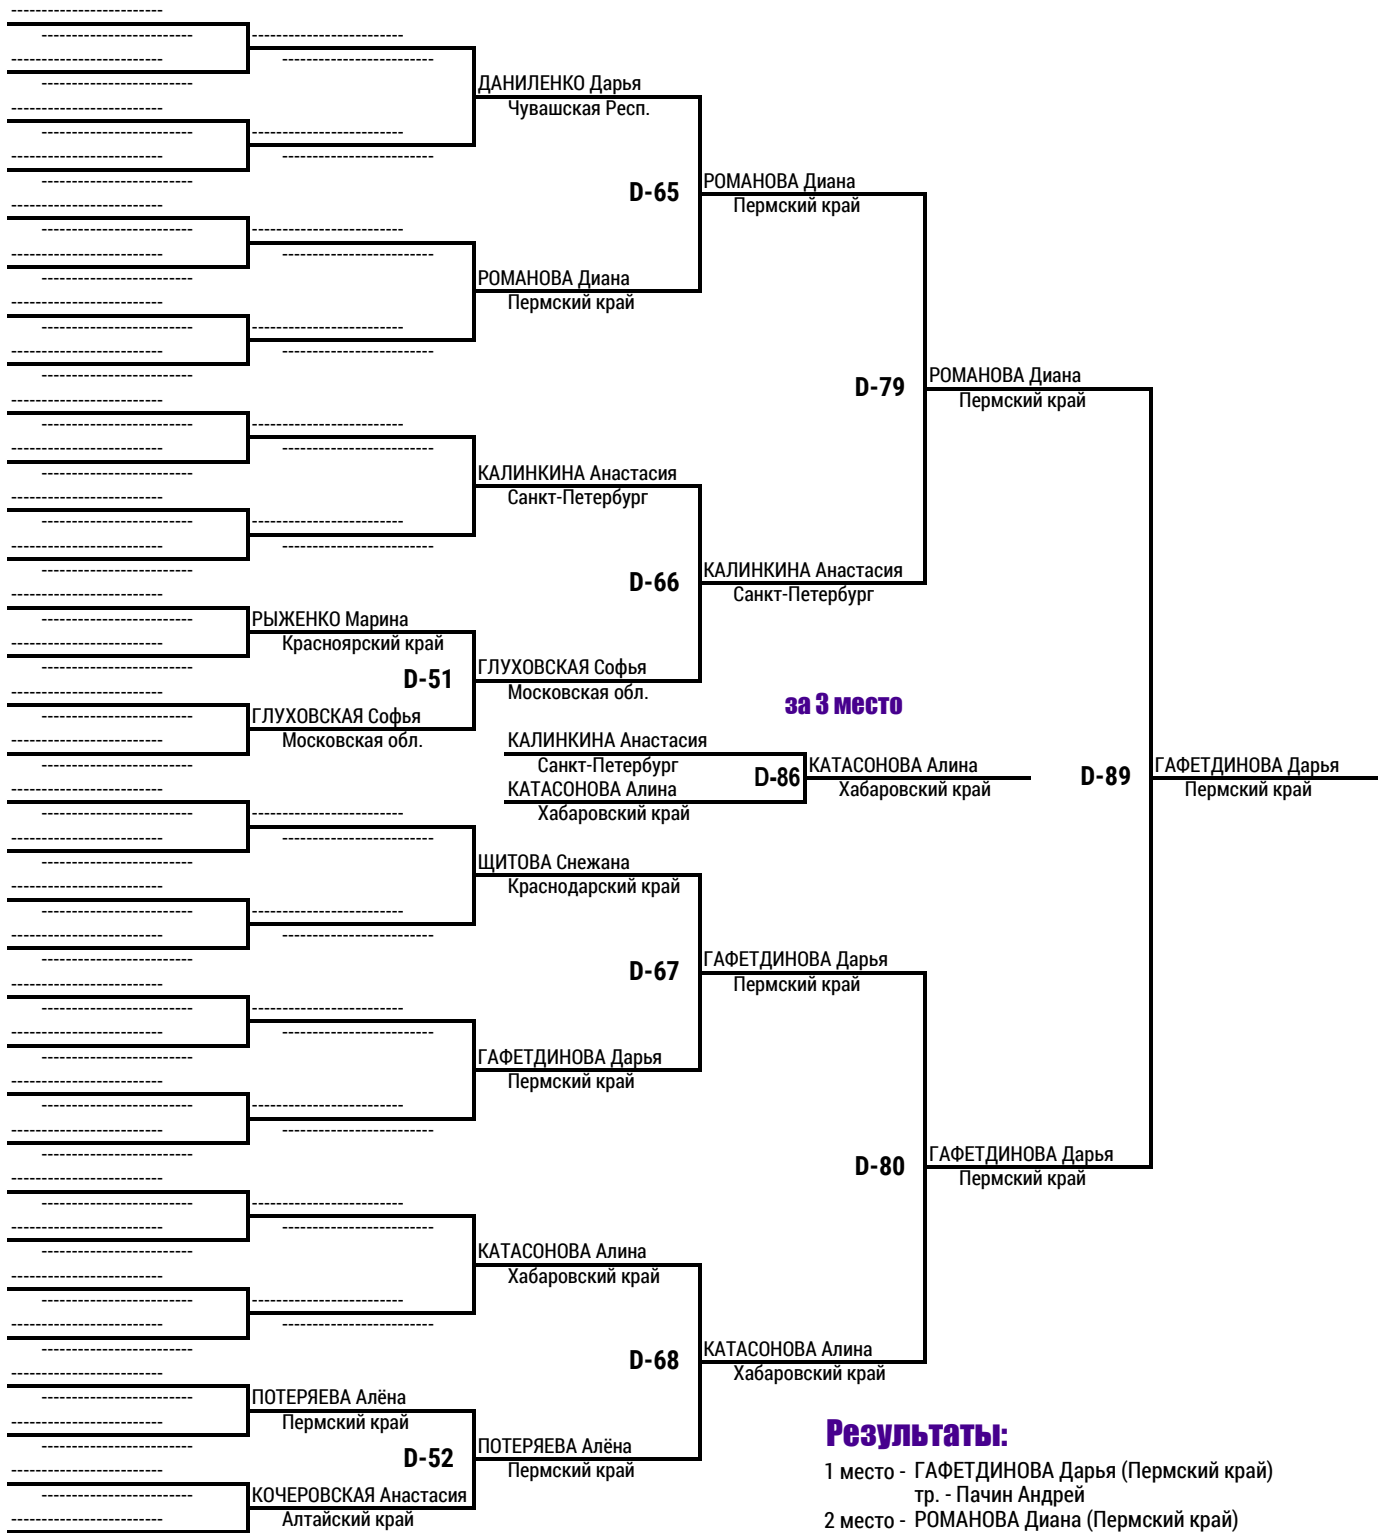 ДАНИЛЕНКО Дарья
Чувашская Респ.
D-65
РОМАНОВА Диана
Пермский край
РОМАНОВА Диана
Пермский край
D-79
РОМАНОВА Диана
Пермский край
КАЛИНКИНА Анастасия
Санкт-Петербург
D-66
КАЛИНКИНА Анастасия
Санкт-Петербург
РЫЖЕНКО Марина
Красноярский край
D-51
ГЛУХОВСКАЯ Софья
Московская обл.
ГЛУХОВСКАЯ Софья
Московская обл.
за 3 место
КАЛИНКИНА Анастасия
Санкт-Петербург
D-86
КАТАСОНОВА Алина
Хабаровский край
КАТАСОНОВА Алина
Хабаровский край
D-89
ГАФЕТДИНОВА Дарья
Пермский край
ЩИТОВА Снежана
Краснодарский край
D-67
ГАФЕТДИНОВА Дарья
Пермский край
ГАФЕТДИНОВА Дарья
Пермский край
D-80
ГАФЕТДИНОВА Дарья
Пермский край
КАТАСОНОВА Алина
Хабаровский край
D-68
КАТАСОНОВА Алина
Хабаровский край
ПОТЕРЯЕВА Алёна
Пермский край
D-52
ПОТЕРЯЕВА Алёна
Пермский край
КОЧЕРОВСКАЯ Анастасия
Алтайский край
Результаты:
1 место - ГАФЕТДИНОВА Дарья (Пермский край)
тр. - Пачин Андрей
2 место - РОМАНОВА Диана (Пермский край)